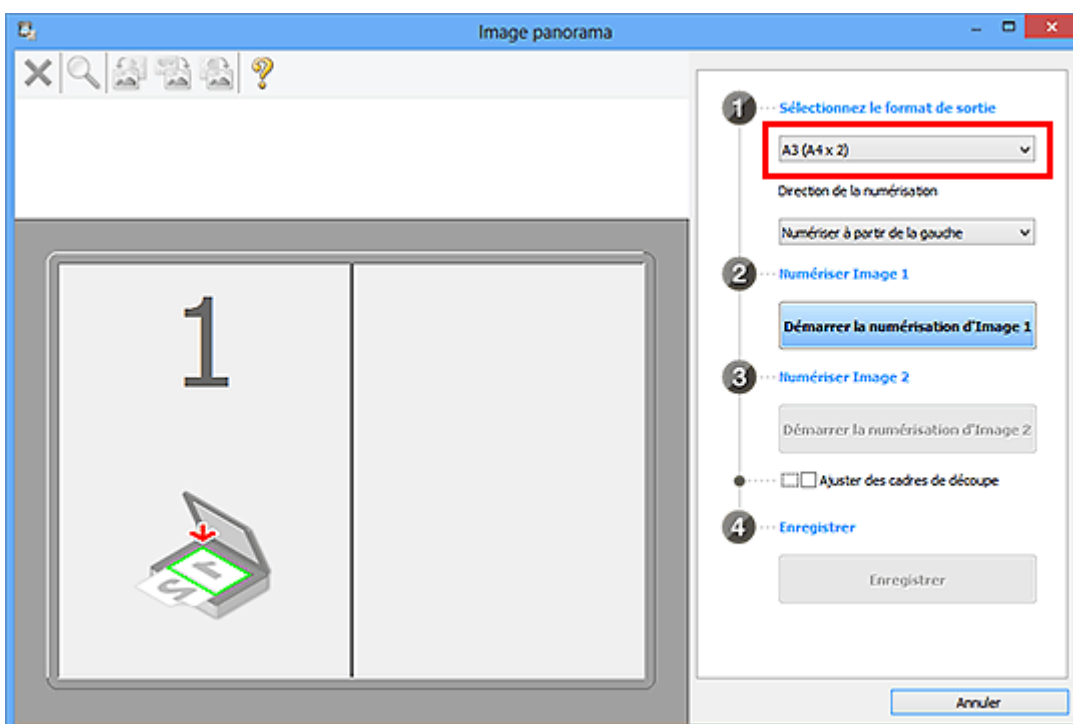 Image panorama
1
Sélectionnez le format de sortie
A3 (A4 x 2)
Direction de la numérisation
Numériser à partir de la gauche
2
Numériser Image 1
Démarrer la numérisation d'Image 1
3
Numériser Image 2
Démarrer la numérisation d'Image 2
Ajuster des cadres de découpe
4
Enregistrer
Enregistrer
Annuler
1
1
2